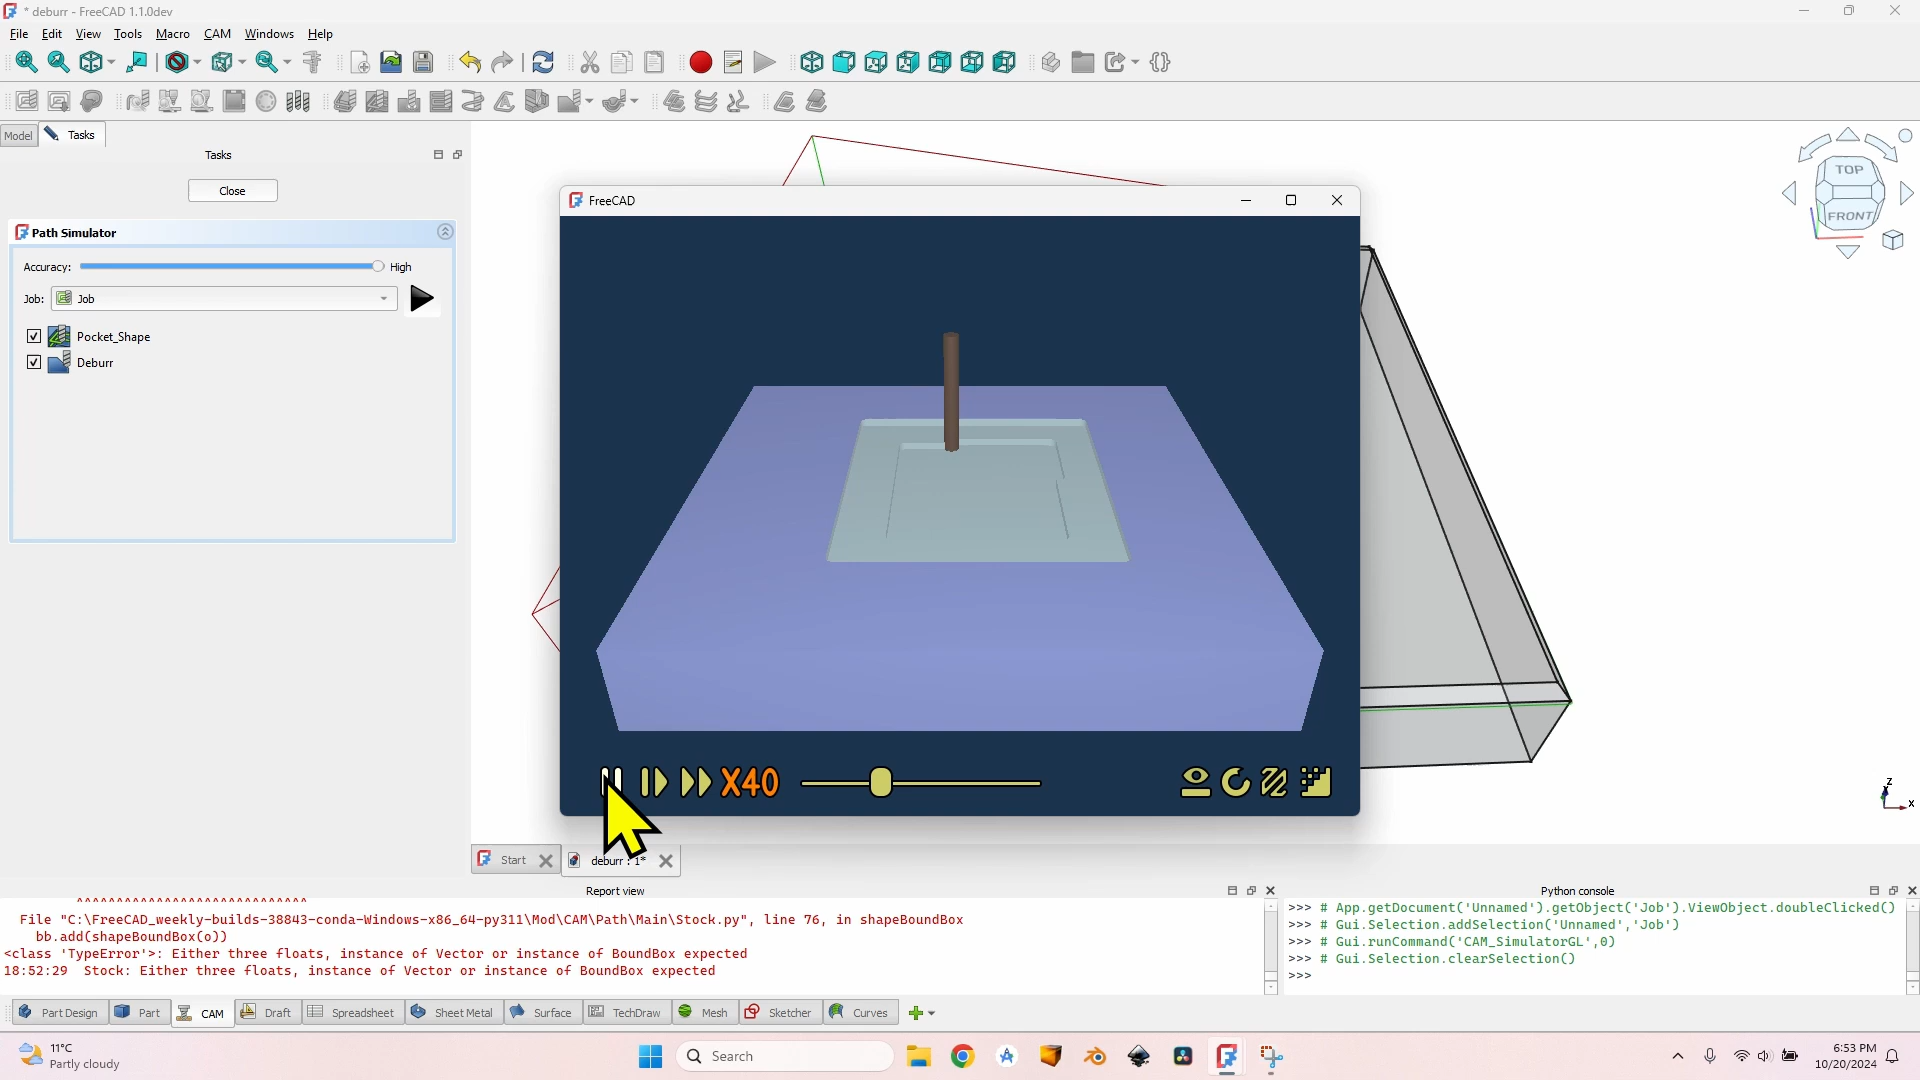 * deburr - FreeCAD 1.1.0dev
File Edit View Tools Macro CAM Windows Help
Model Tasks
Tasks
Close
Path Simulator
Accuracy: High
Job: Job
Pocket_Shape
Deburr
TOP
FRONT
FreeCAD
X40
Z
X
Start deburr : 1*
Report view
File "C:\FreeCAD_weekly-builds-38843-conda-Windows-x86_64-py311\Mod\CAM\Path\Main\Stock.py", line 76, in shapeBoundBox
bb.add(shapeBoundBox(o))
<class 'TypeError'>: Either three floats, instance of Vector or instance of BoundBox expected
18:52:29 Stock: Either three floats, instance of Vector or instance of BoundBox expected
Python console
>>> # App.getDocument('Unnamed').getObject('Job').ViewObject.doubleClicked()
>>> # Gui.Selection.addSelection('Unnamed','Job')
>>> # Gui.runCommand('CAM_SimulatorGL',0)
>>> # Gui.Selection.clearSelection()
>>>
Part Design Part CAM Draft Spreadsheet Sheet Metal Surface TechDraw Mesh Sketcher Curves
11°C
Partly cloudy
Search
6:53 PM
10/20/2024